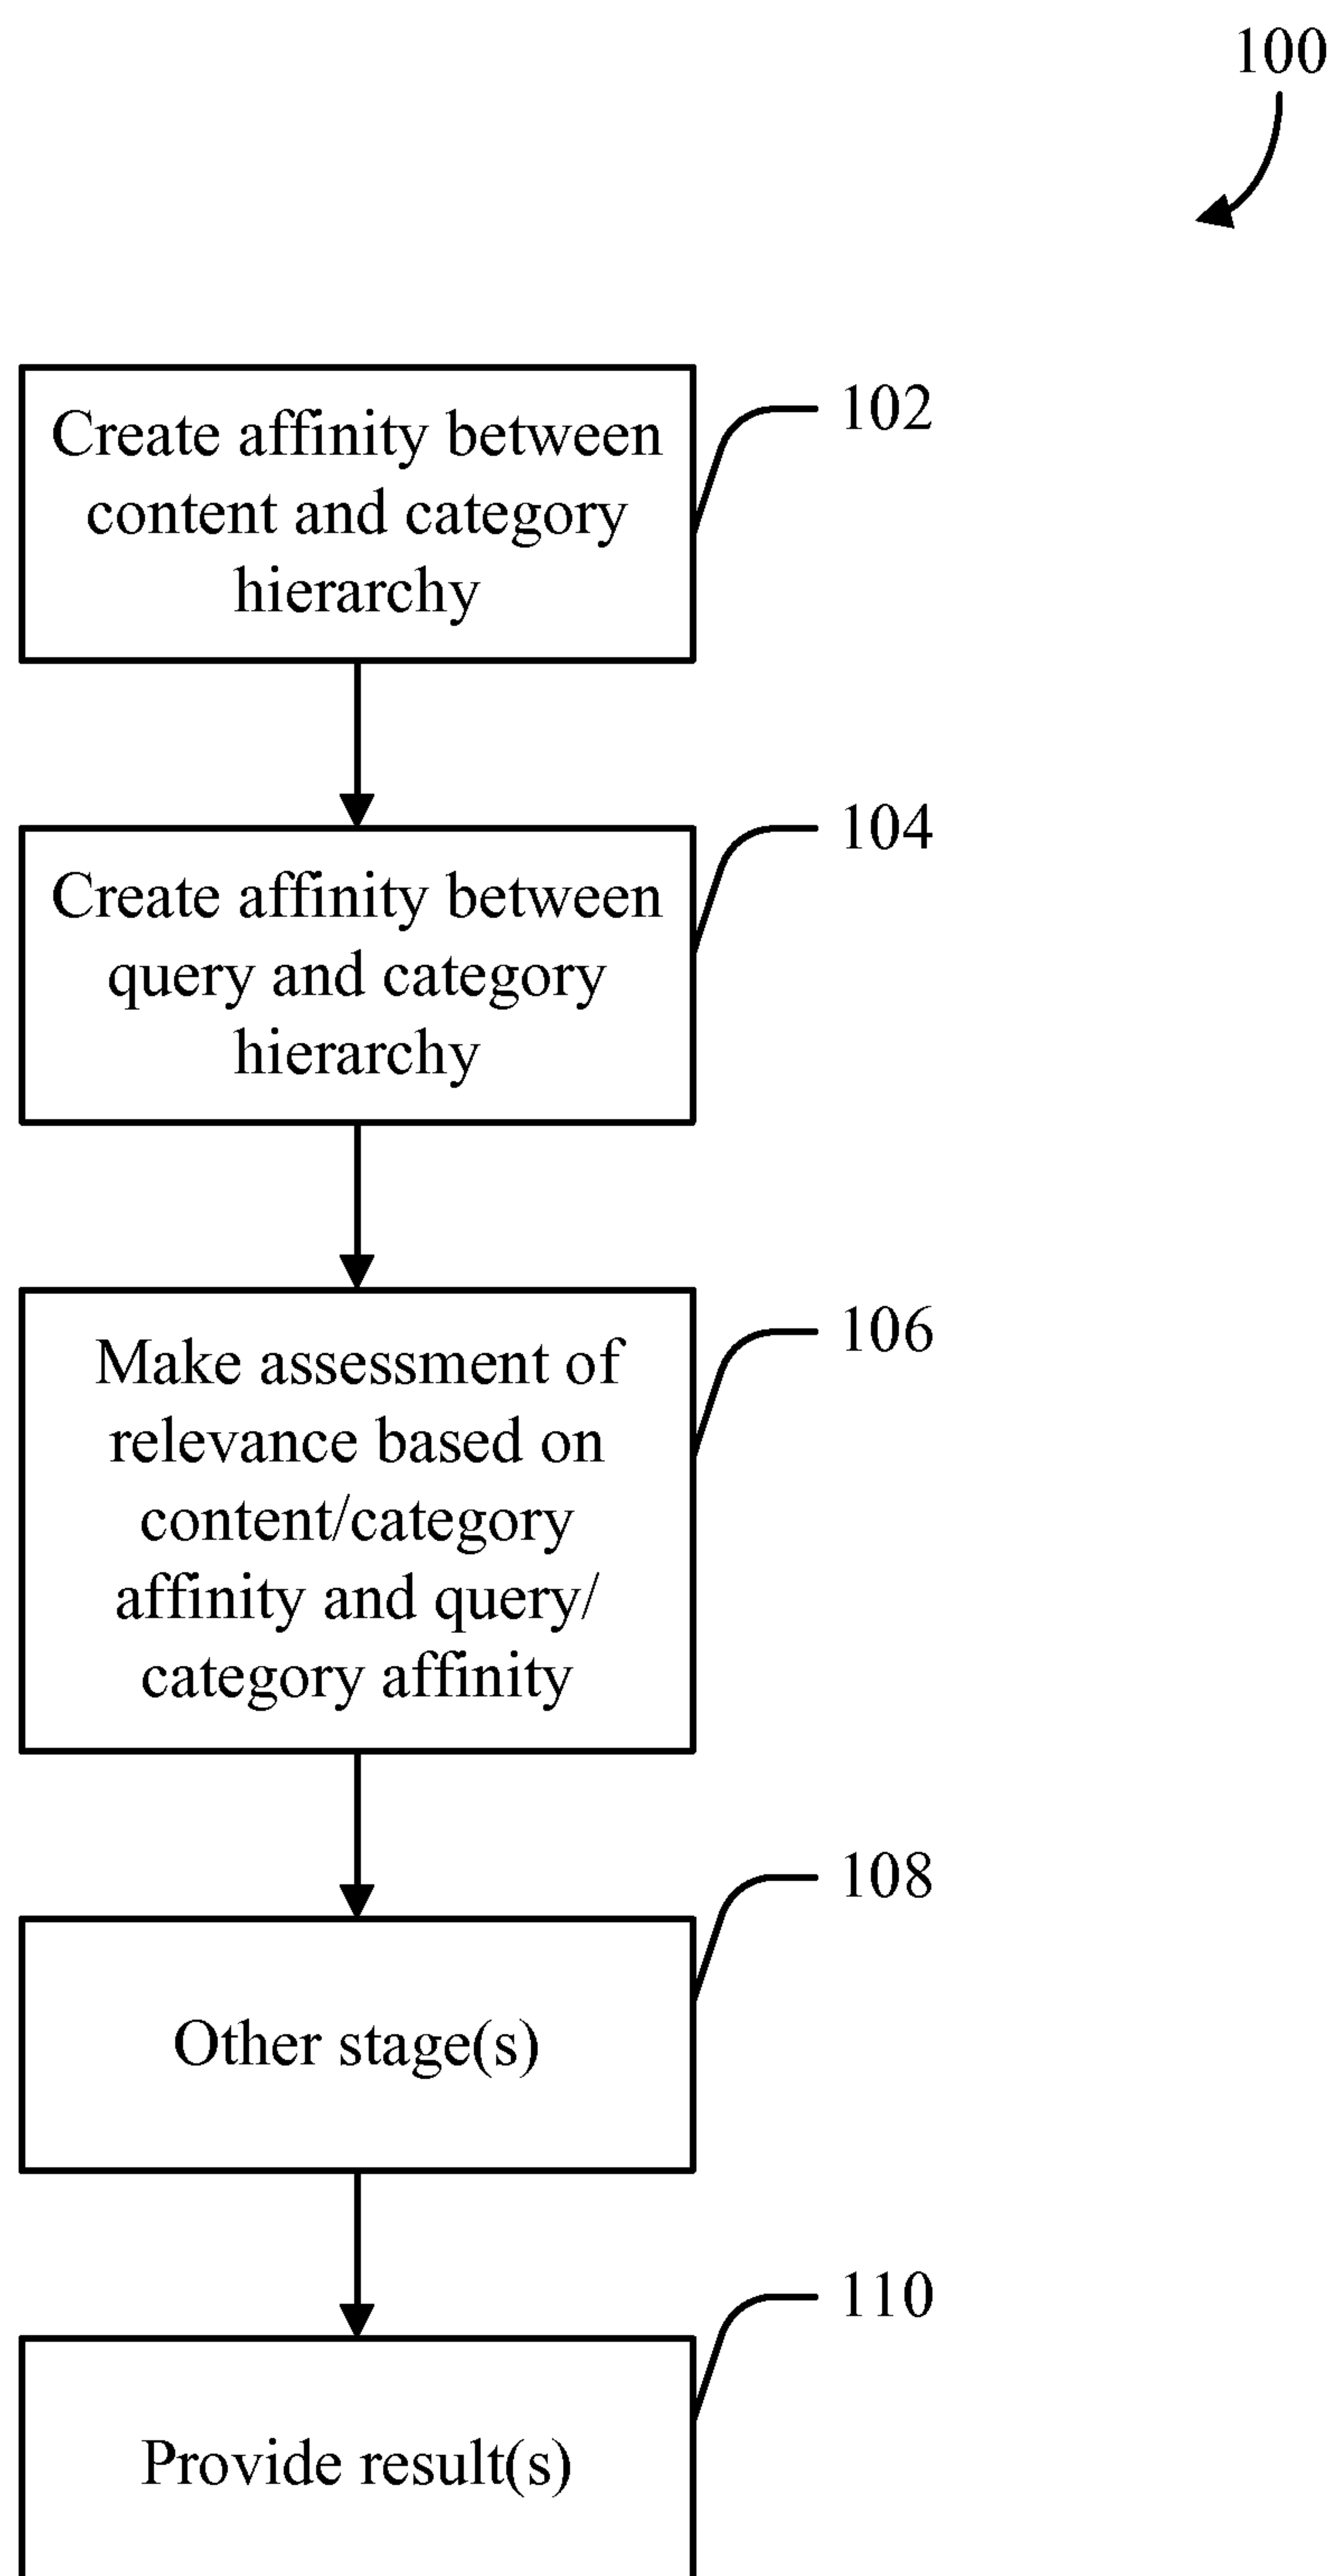 100
Create affinity between
content and category
hierarchy
102
Create affinity between
query and category
hierarchy
104
Make assessment of
relevance based on
content/category
affinity and query/
category affinity
106
Other stage(s)
108
Provide result(s)
110